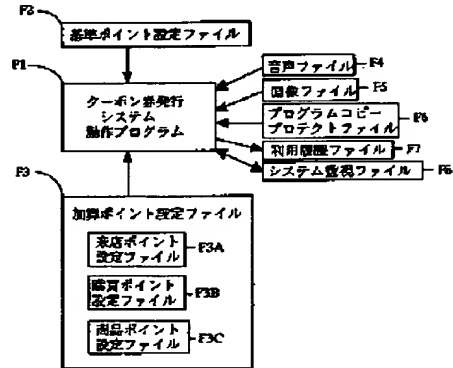 F2
基準ポイント設定ファイル
F1
クーポン券発行
システム
動作プログラム
音声ファイル
F4
画像ファイル
F5
プログラムコピー
プロテクトファイル
F6
利用履歴ファイル
F7
システム監視ファイル
F8
F3
加算ポイント設定ファイル
来店ポイント
設定ファイル
F3A
購買ポイント
設定ファイル
F3B
商品ポイント
設定ファイル
F3C